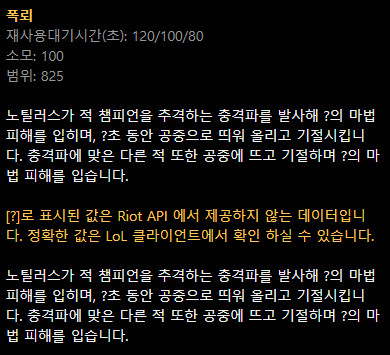 폭뢰
재사용대기시간(초): 120/100/80
소모: 100
범위: 825
노틸러스가 적 챔피언을 추격하는 충격파를 발사해 ?의 마법
피해를 입히며, ?초 동안 공중으로 띄워 올리고 기절시킵니
다. 충격파에 맞은 다른 적 또한 공중에 뜨고 기절하며 ?의 마
법 피해를 입습니다.
[?]로 표시된 값은 Riot API 에서 제공하지 않는 데이터입니
다. 정확한 값은 LoL 클라이언트에서 확인 하실 수 있습니다.
노틸러스가 적 챔피언을 추격하는 충격파를 발사해 ?의 마법
피해를 입히며, ?초 동안 공중으로 띄워 올리고 기절시킵니
다. 충격파에 맞은 다른 적 또한 공중에 뜨고 기절하며 ?의 마
법 피해를 입습니다.